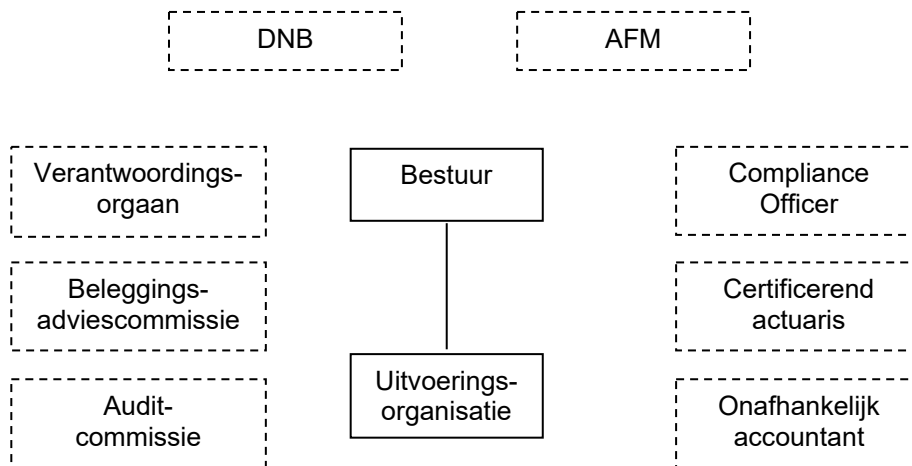 DNB
AFM
Verantwoordings-
orgaan
Bestuur
Compliance
Officer
Beleggings-
adviescommissie
Certificerend
actuaris
Audit-
commissie
Uitvoerings-
organisatie
Onafhankelijk
accountant